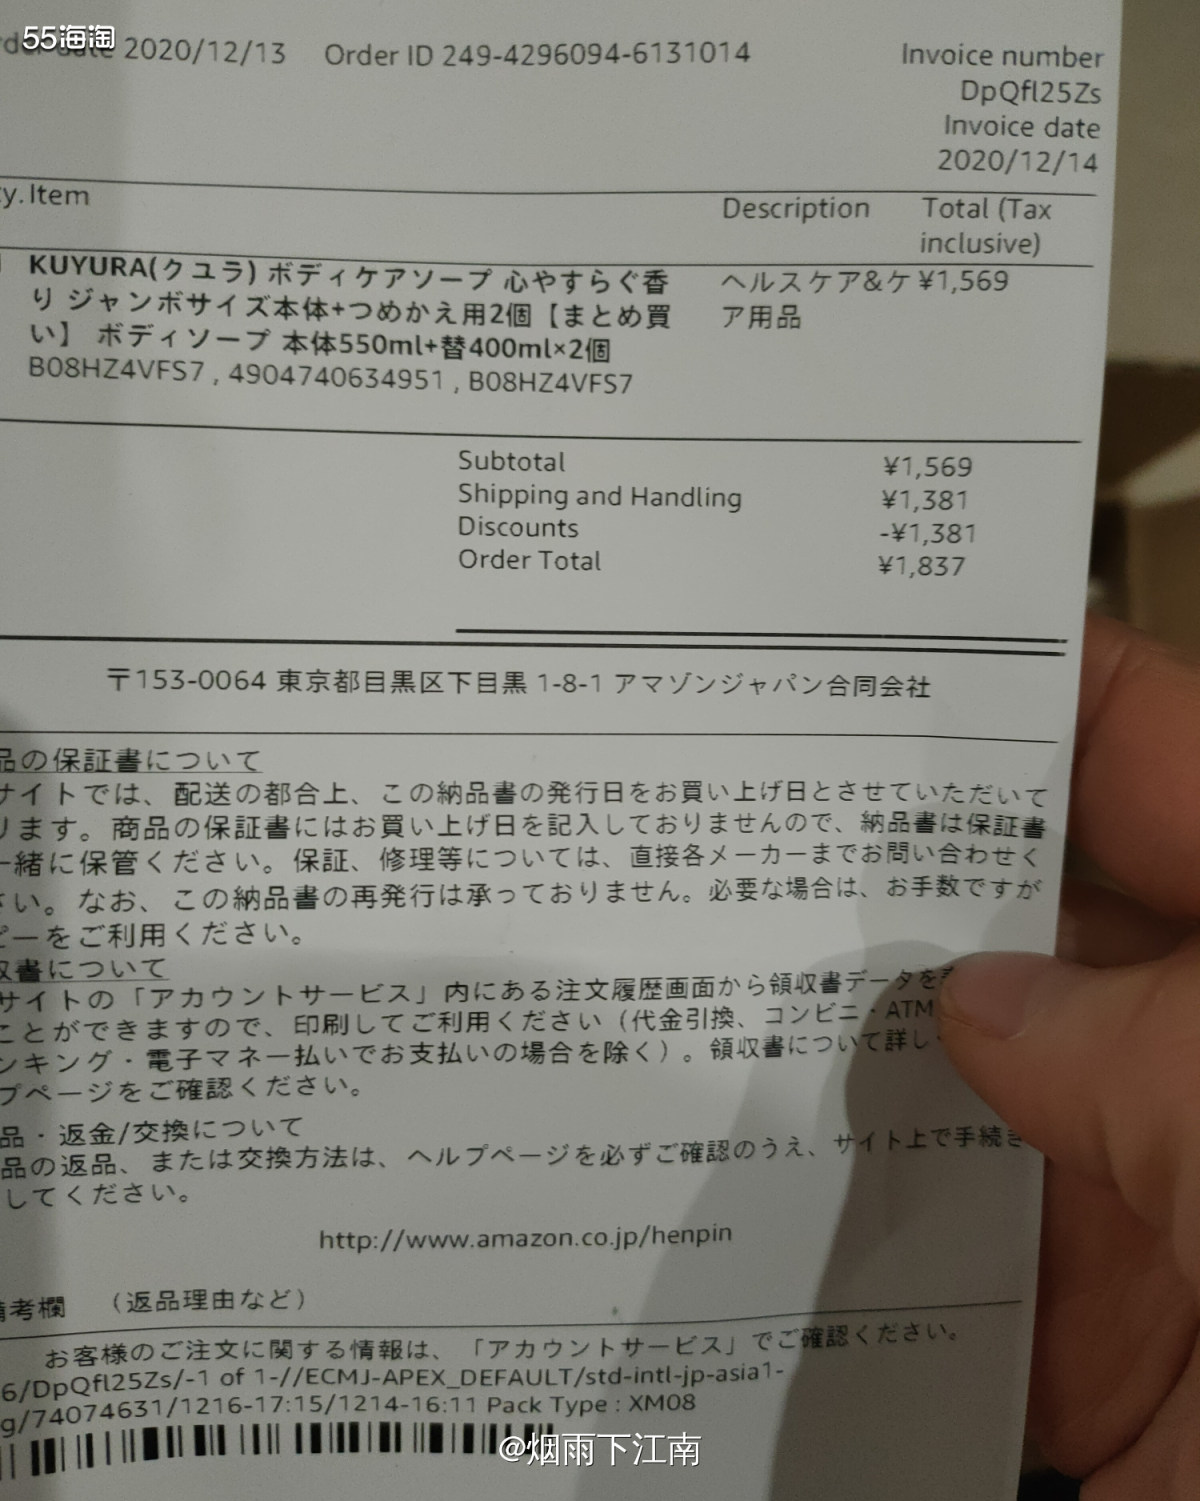 55海淘
2020/12/13 Order ID 249-4296094-6131014
Invoice number
DpQfl25Zs
Invoice date
2020/12/14
y. Item
Description
Total (Tax
inclusive)
KUYURA(クユラ) ボディケアソープ 心やすらぐ香
り ジャンボサイズ本体+つめかえ用2個【まとめ買
い】 ボディソープ 本体550ml+替400ml×2個
B08HZ4VFS7 , 4904740634951 , B08HZ4VFS7
ヘルスケア&ケ
ア用品
¥1,569
Subtotal ¥1,569
Shipping and Handling ¥1,381
Discounts -¥1,381
Order Total ¥1,837
〒153-0064 東京都目黒区下目黒 1-8-1 アマゾンジャパン合同会社
品の保証書について
サイトでは、配送の都合上、この納品書の発行日をお買い上げ日とさせていただいて
ります。商品の保証書にはお買い上げ日を記入しておりませんので、納品書は保証書
一緒に保管ください。保証、修理等については、直接各メーカーまでお問い合わせく
さい。なお、この納品書の再発行は承っておりません。必要な場合は、お手数ですが
ピーをご利用ください。
収書について
サイトの「アカウントサービス」内にある注文履歴画面から領収書データを
ことができますので、印刷してご利用ください（代金引換、コンビニ・ATM
ンキング・電子マネー払いでお支払いの場合を除く）。領収書について詳し
プページをご確認ください。
品・返金/交換について
品の返品、または交換方法は、ヘルプページを必ずご確認のうえ、サイト上で手続き
してください。
http://www.amazon.co.jp/henpin
備考欄 （返品理由など）
お客様のご注文に関する情報は、「アカウントサービス」でご確認ください。
6/DpQfl25Zs/-1 of 1-//ECMJ-APEX_DEFAULT/std-intl-jp-asia1-
g/74074631/1216-17:15/1214-16:11 Pack Type : XM08
@烟雨下江南